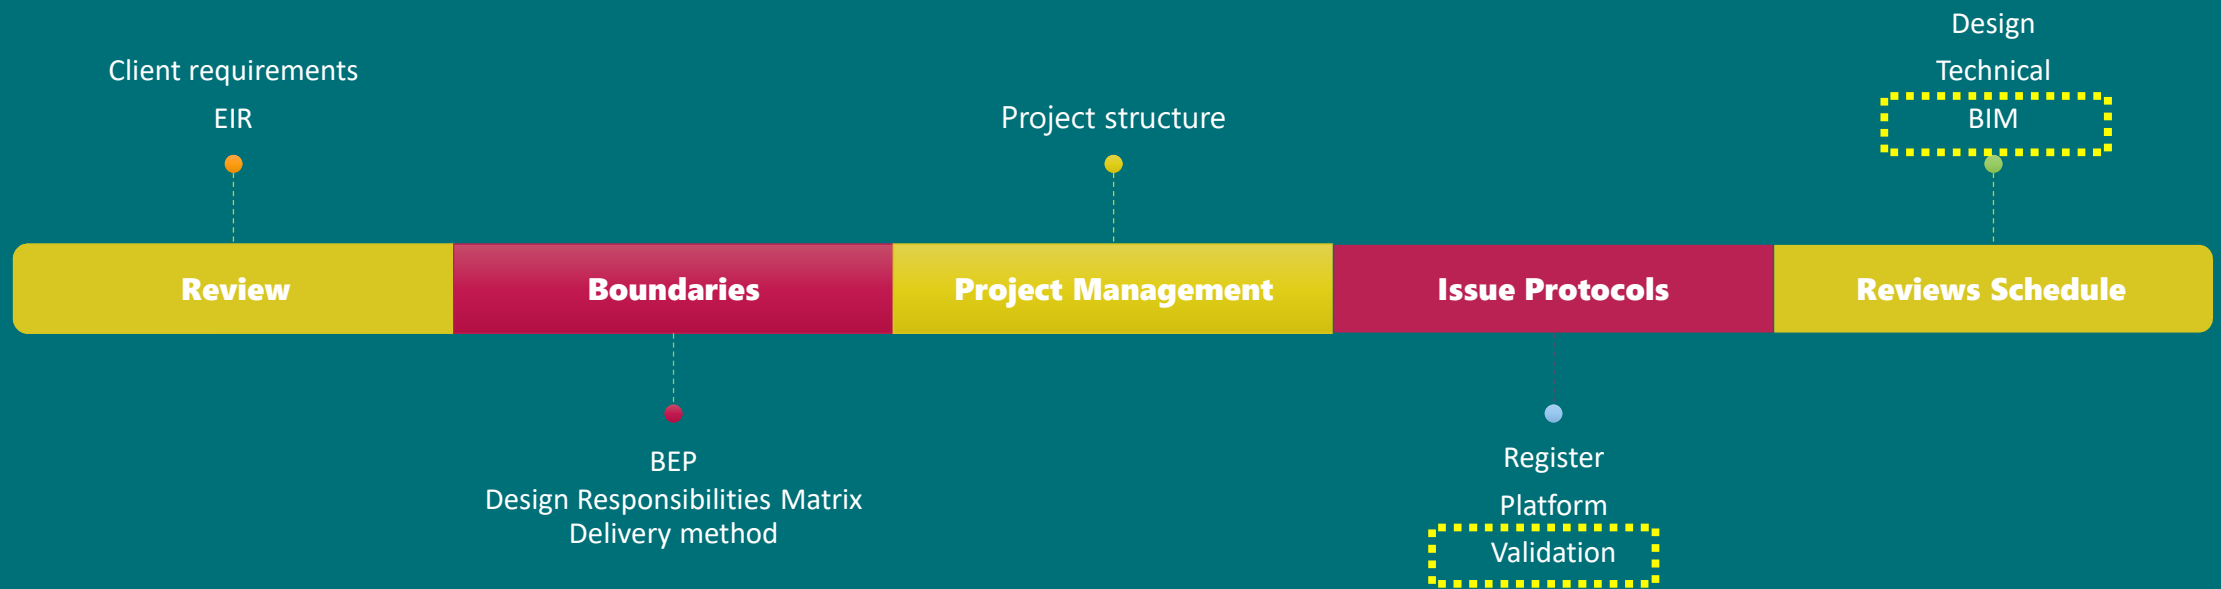 Client requirements
EIR
Project structure
Design
Technical
BIM
Review
Boundaries
Project Management
Issue Protocols
Reviews Schedule
BEP
Design Responsibilities Matrix
Delivery method
Register
Platform
Validation